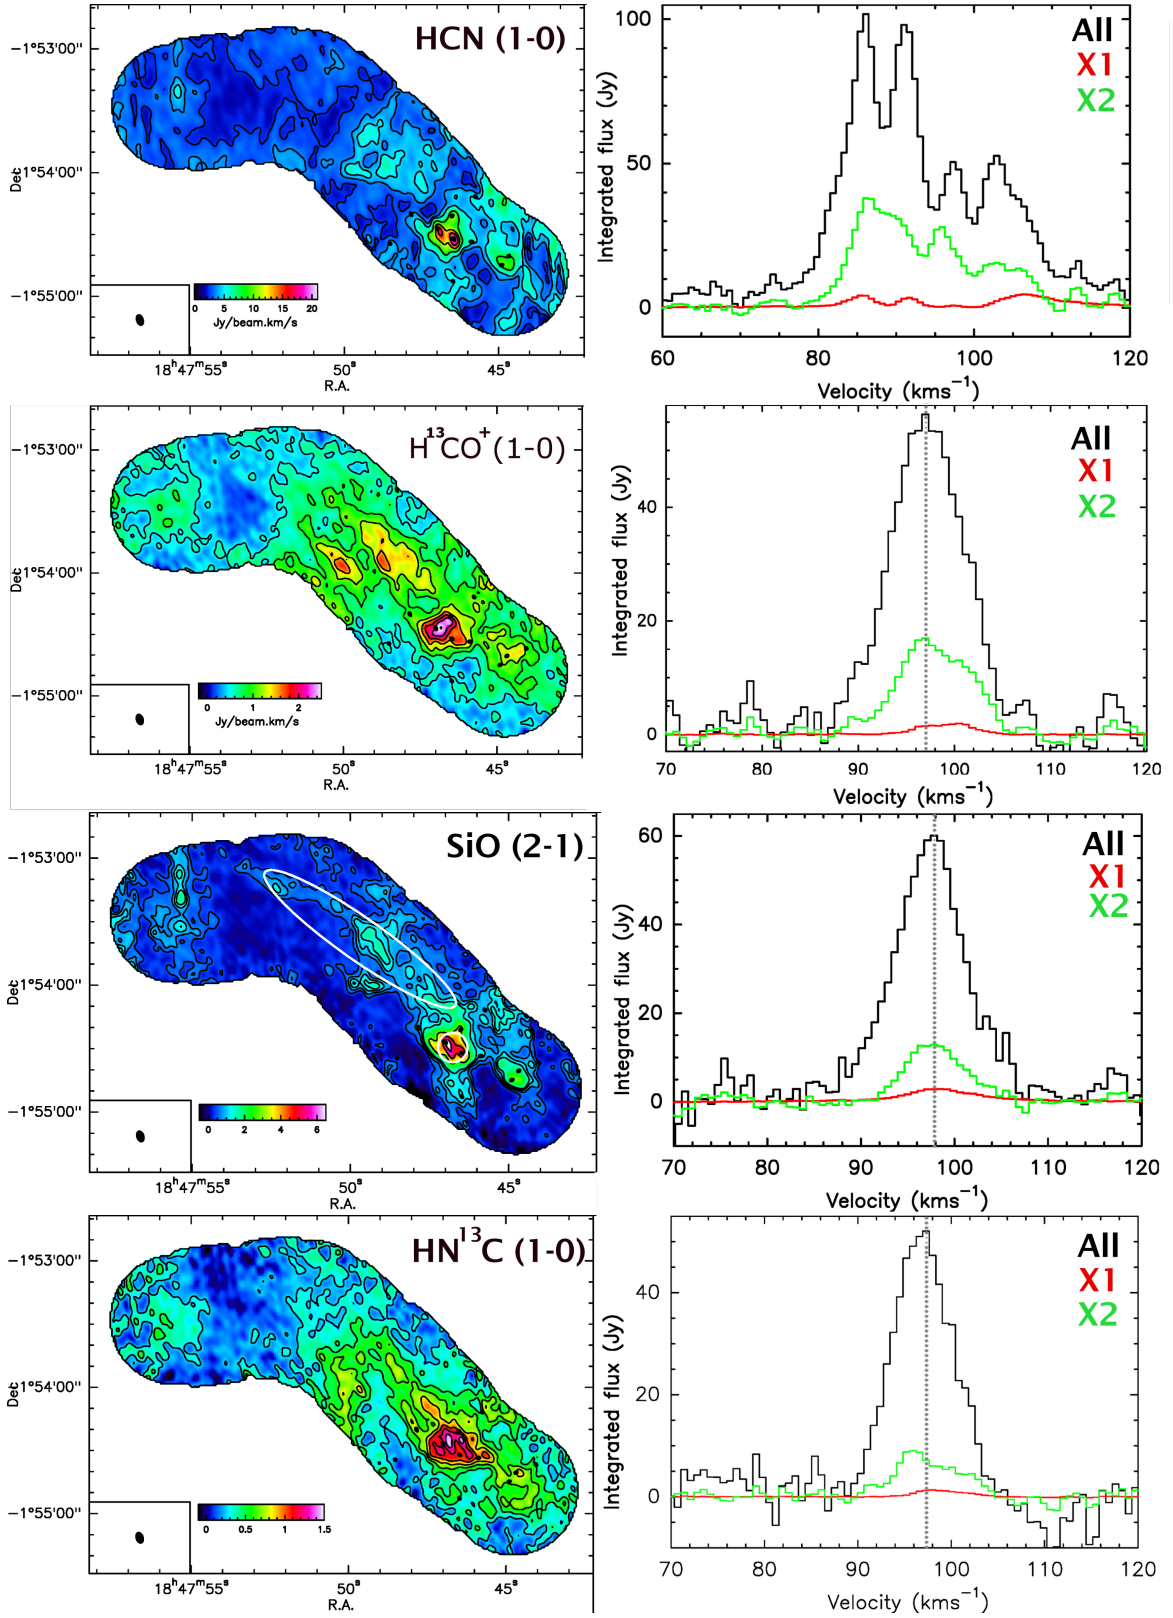 HCN (1-0)
−1°53'00''
−1°54'00''
−1°55'00''
Dec
0 5 10 15 20
Jy/beam.km/s
18ʰ47ᵐ55ˢ 50ˢ 45ˢ
R.A.
All
X1
X2
100
50
0
Integrated flux (Jy)
60 80 100 120
Velocity (kms⁻¹)
H¹³CO⁺(1-0)
−1°53'00''
−1°54'00''
−1°55'00''
Dec
0 1 2
Jy/beam.km/s
18ʰ47ᵐ55ˢ 50ˢ 45ˢ
R.A.
All
X1
X2
40
20
0
Integrated flux (Jy)
70 80 90 100 110 120
Velocity (kms⁻¹)
SiO (2-1)
−1°53'00''
−1°54'00''
−1°55'00''
Dec
0 2 4 6
18ʰ47ᵐ55ˢ 50ˢ 45ˢ
R.A.
All
X1
X2
60
40
20
0
Integrated flux (Jy)
70 80 90 100 110 120
Velocity (kms⁻¹)
HN¹³C (1-0)
−1°53'00''
−1°54'00''
−1°55'00''
Dec
0 0.5 1 1.5
18ʰ47ᵐ55ˢ 50ˢ 45ˢ
R.A.
All
X1
X2
40
20
0
Integrated flux (Jy)
70 80 90 100 110 120
Velocity (kms⁻¹)